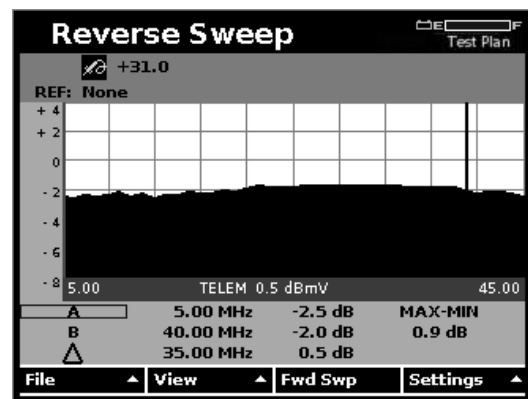 Reverse Sweep
E F
Test Plan
+31.0
REF: None
+ 4
+ 2
0
- 2
- 4
- 6
- 8
5.00 TELEM 0.5 dBmV 45.00
A 5.00 MHz -2.5 dB MAX-MIN
B 40.00 MHz -2.0 dB 0.9 dB
Δ 35.00 MHz 0.5 dB
File View Fwd Swp Settings